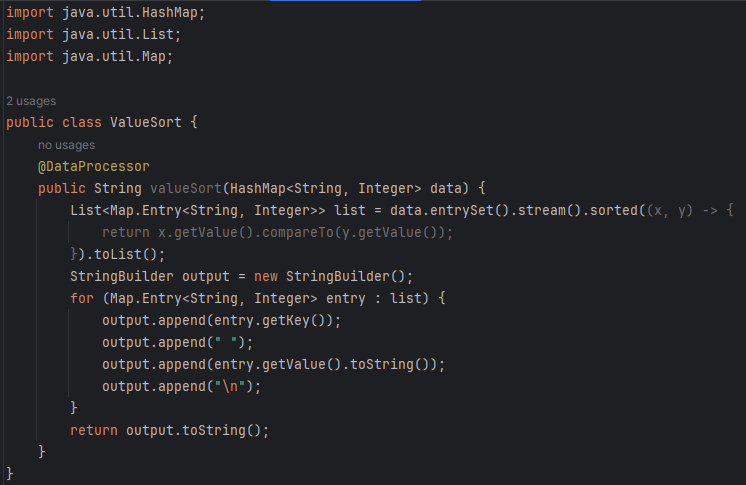 import java.util.HashMap;
import java.util.List;
import java.util.Map;
2 usages
public class ValueSort {
no usages
@DataProcessor
public String valueSort(HashMap<String, Integer> data) {
List<Map.Entry<String, Integer>> list = data.entrySet().stream().sorted((x, y) -> {
return x.getValue().compareTo(y.getValue());
}).toList();
StringBuilder output = new StringBuilder();
for (Map.Entry<String, Integer> entry : list) {
output.append(entry.getKey());
output.append(" ");
output.append(entry.getValue().toString());
output.append("\n");
}
return output.toString();
}
}